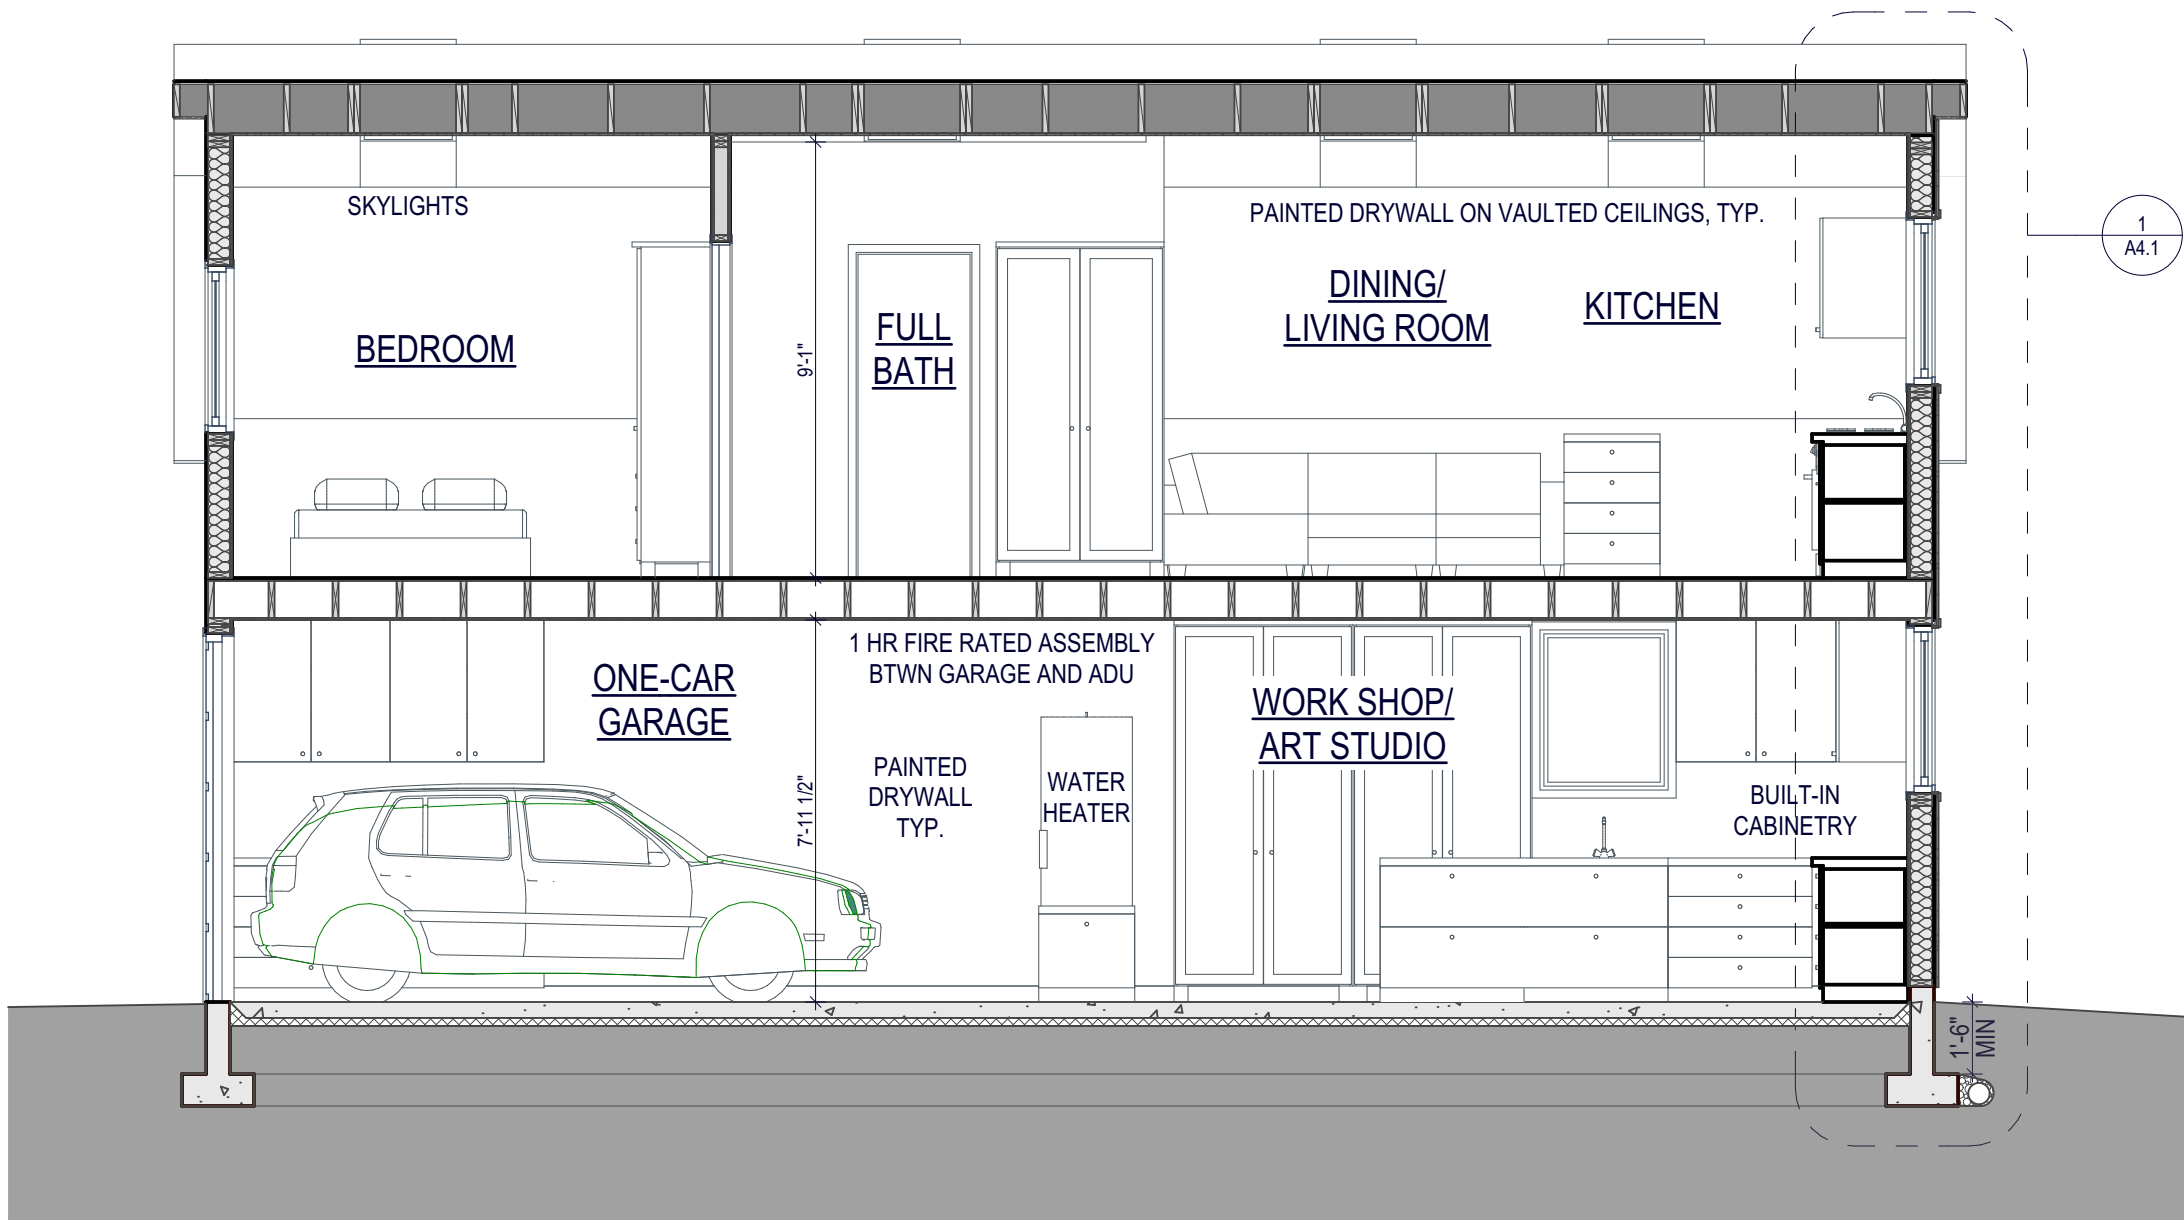 SKYLIGHTS
PAINTED DRYWALL ON VAULTED CEILINGS, TYP.
1
A4.1
BEDROOM
9'-1"
FULL
BATH
DINING/
LIVING ROOM
KITCHEN
1 HR FIRE RATED ASSEMBLY
BTWN GARAGE AND ADU
ONE-CAR
GARAGE
WORK SHOP/
ART STUDIO
7'-11 1/2"
PAINTED
DRYWALL
TYP.
WATER
HEATER
BUILT-IN
CABINETRY
1'-6"
MIN